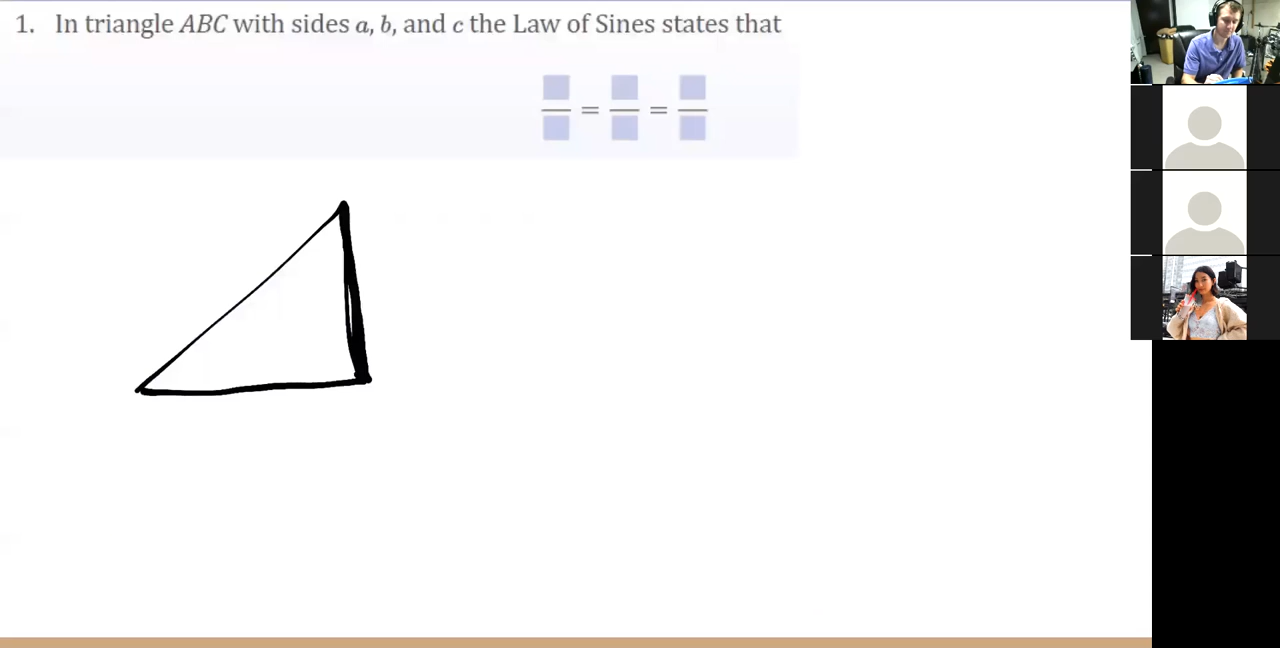 1. In triangle ABC with sides a, b, and c the Law of Sines states that
= =